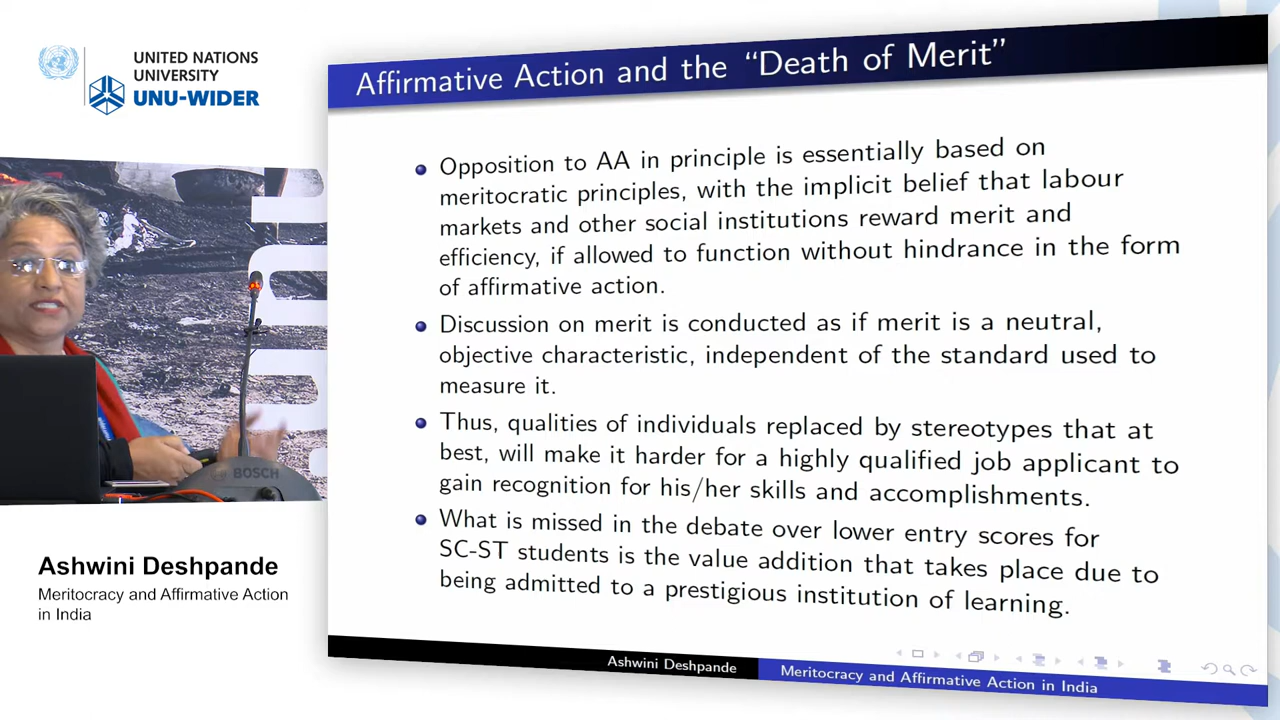 UNITED NATIONS
UNIVERSITY
UNU-WIDER
Affirmative Action and the “Death of Merit”
Opposition to AA in principle is essentially based on
meritocratic principles, with the implicit belief that labour
markets and other social institutions reward merit and
efficiency, if allowed to function without hindrance in the form
of affirmative action.
Discussion on merit is conducted as if merit is a neutral,
objective characteristic, independent of the standard used to
measure it.
Thus, qualities of individuals replaced by stereotypes that at
best, will make it harder for a highly qualified job applicant to
gain recognition for his/her skills and accomplishments.
What is missed in the debate over lower entry scores for
SC-ST students is the value addition that takes place due to
being admitted to a prestigious institution of learning.
BOSCH
Ashwini Deshpande
Meritocracy and Affirmative Action
in India
Ashwini Deshpande
Meritocracy and Affirmative Action in India